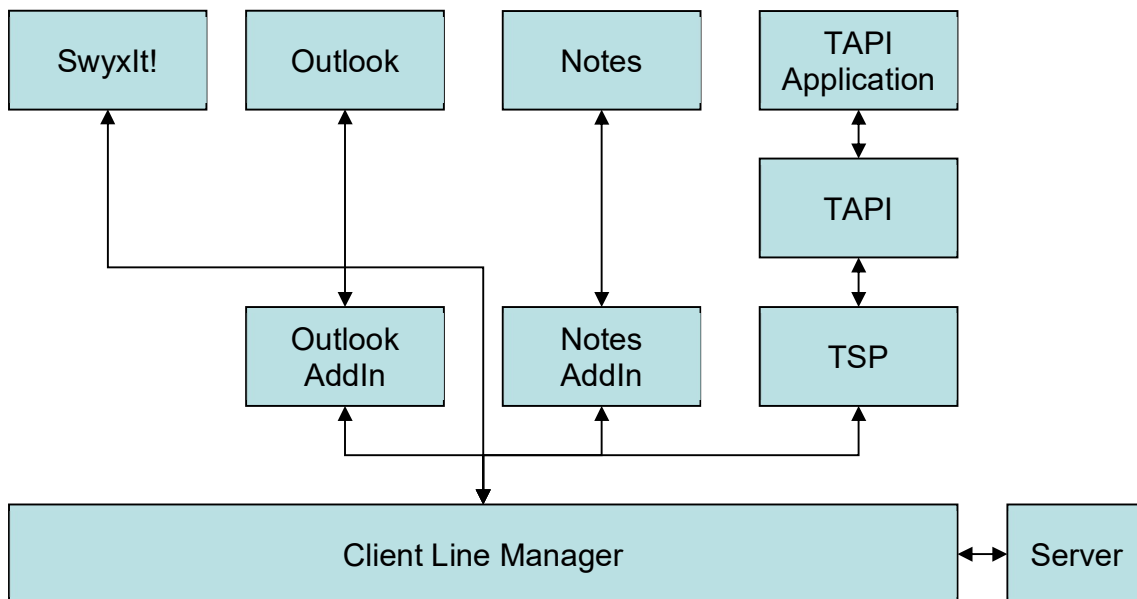 SwyxIt!
Outlook
Notes
TAPI
Application
TAPI
Outlook
AddIn
Notes
AddIn
TSP
Client Line Manager
Server